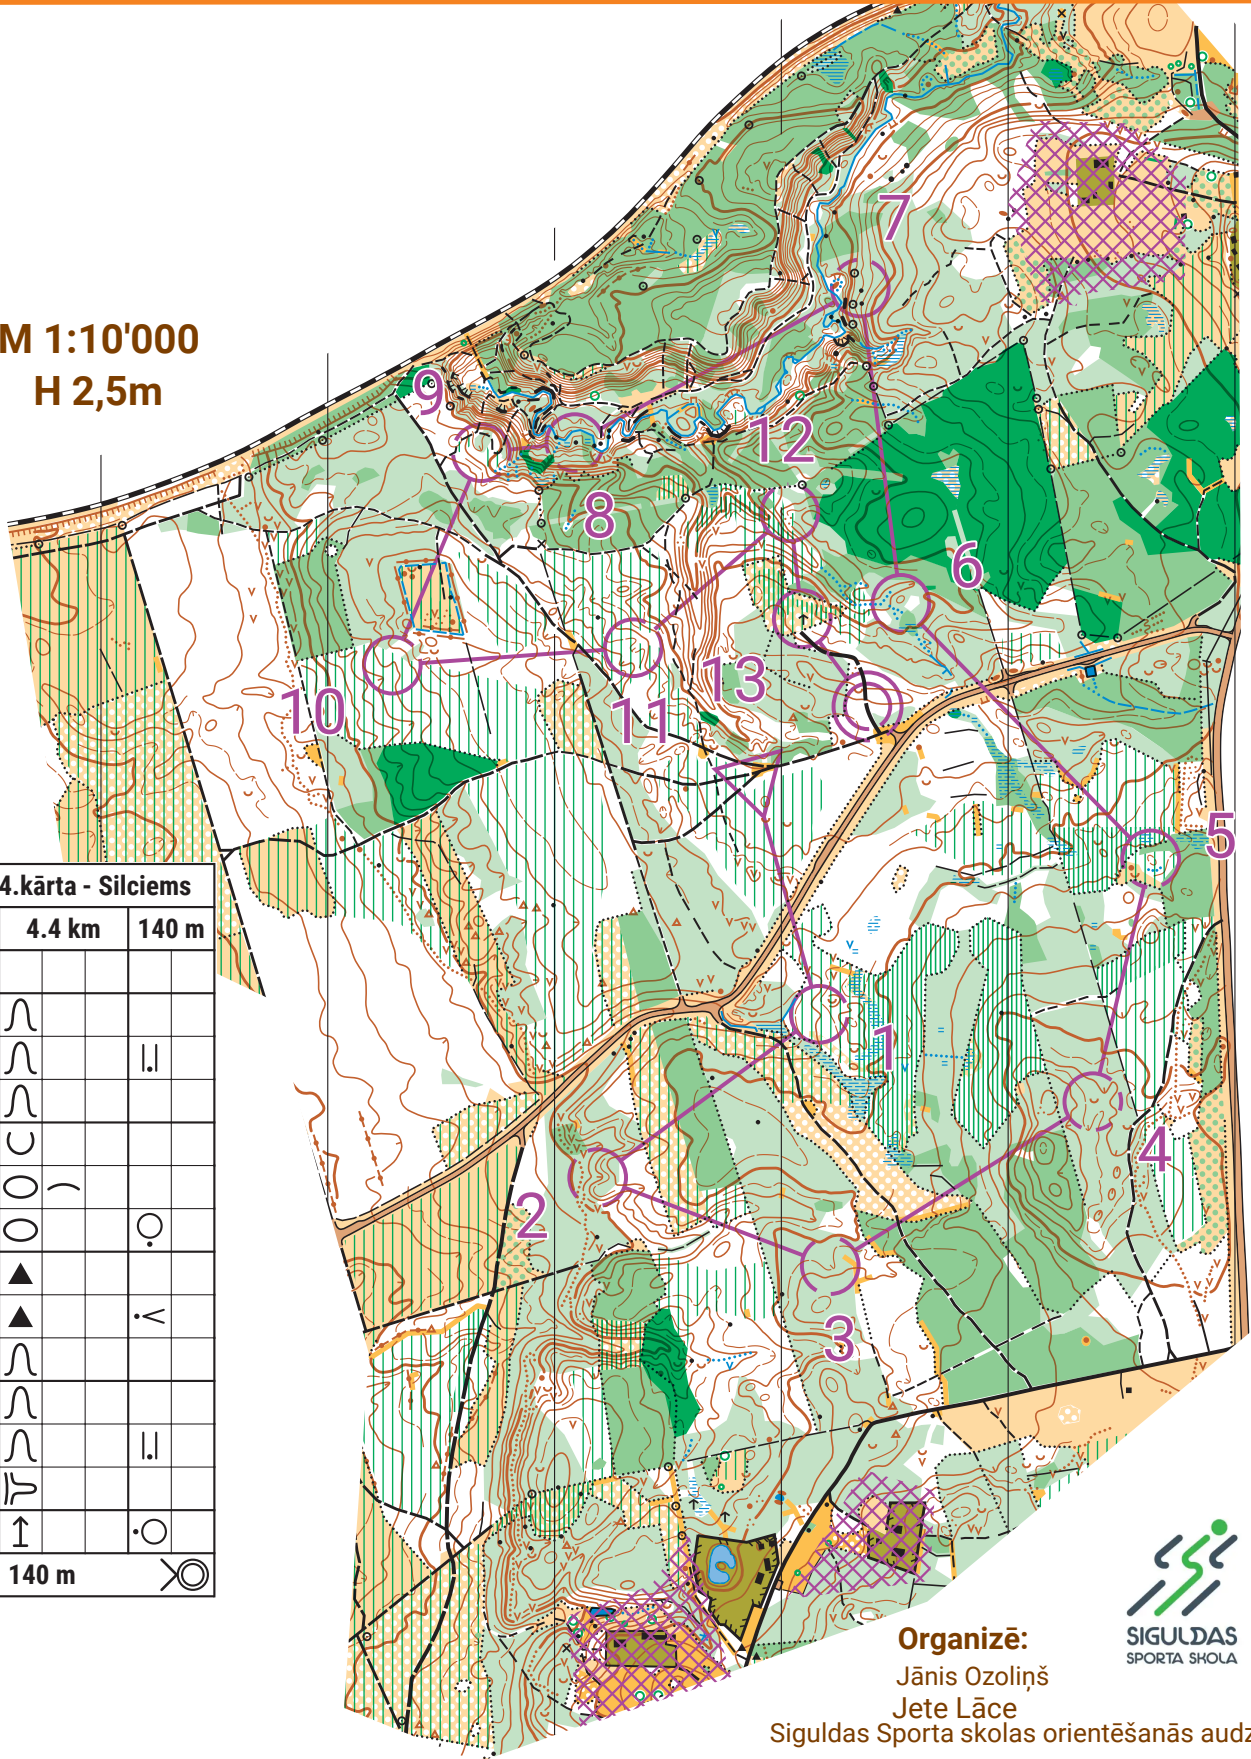 M 1:10'000
H 2,5m
7
9
12
8
6
13
10
11
5
4.kārta - Silciems
4.4 km 140 m
1
4
2
3
140 m
Organizē:
Jānis Ozoliņš
Jete Lāce
Siguldas Sporta skolas orientēšanās audz
SIGULDAS
SPORTA SKOLA